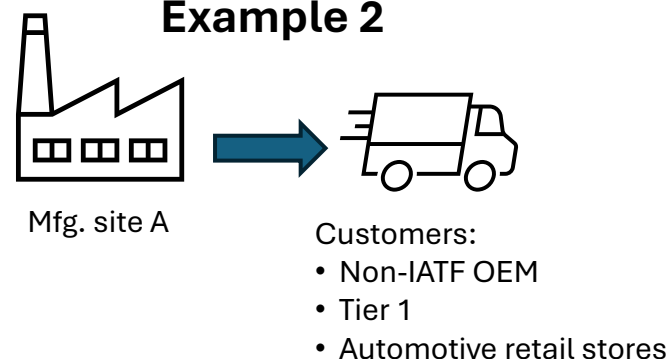 Example 2
Mfg. site A
Customers:
• Non-IATF OEM
• Tier 1
• Automotive retail stores